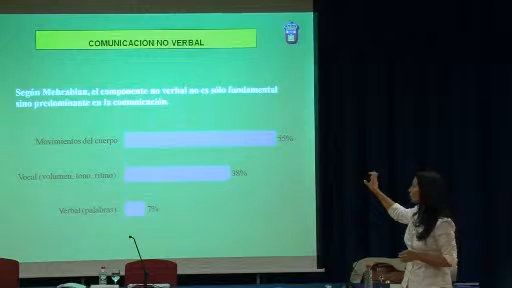 COMUNICACIÓN NO VERBAL
Según Mehrabian, el componente no verbal no es sólo fundamental
sino predominante en la comunicación.
Movimientos del cuerpo 55%
Vocal (volumen, tono, ritmo) 38%
Verbal (palabras) 7%